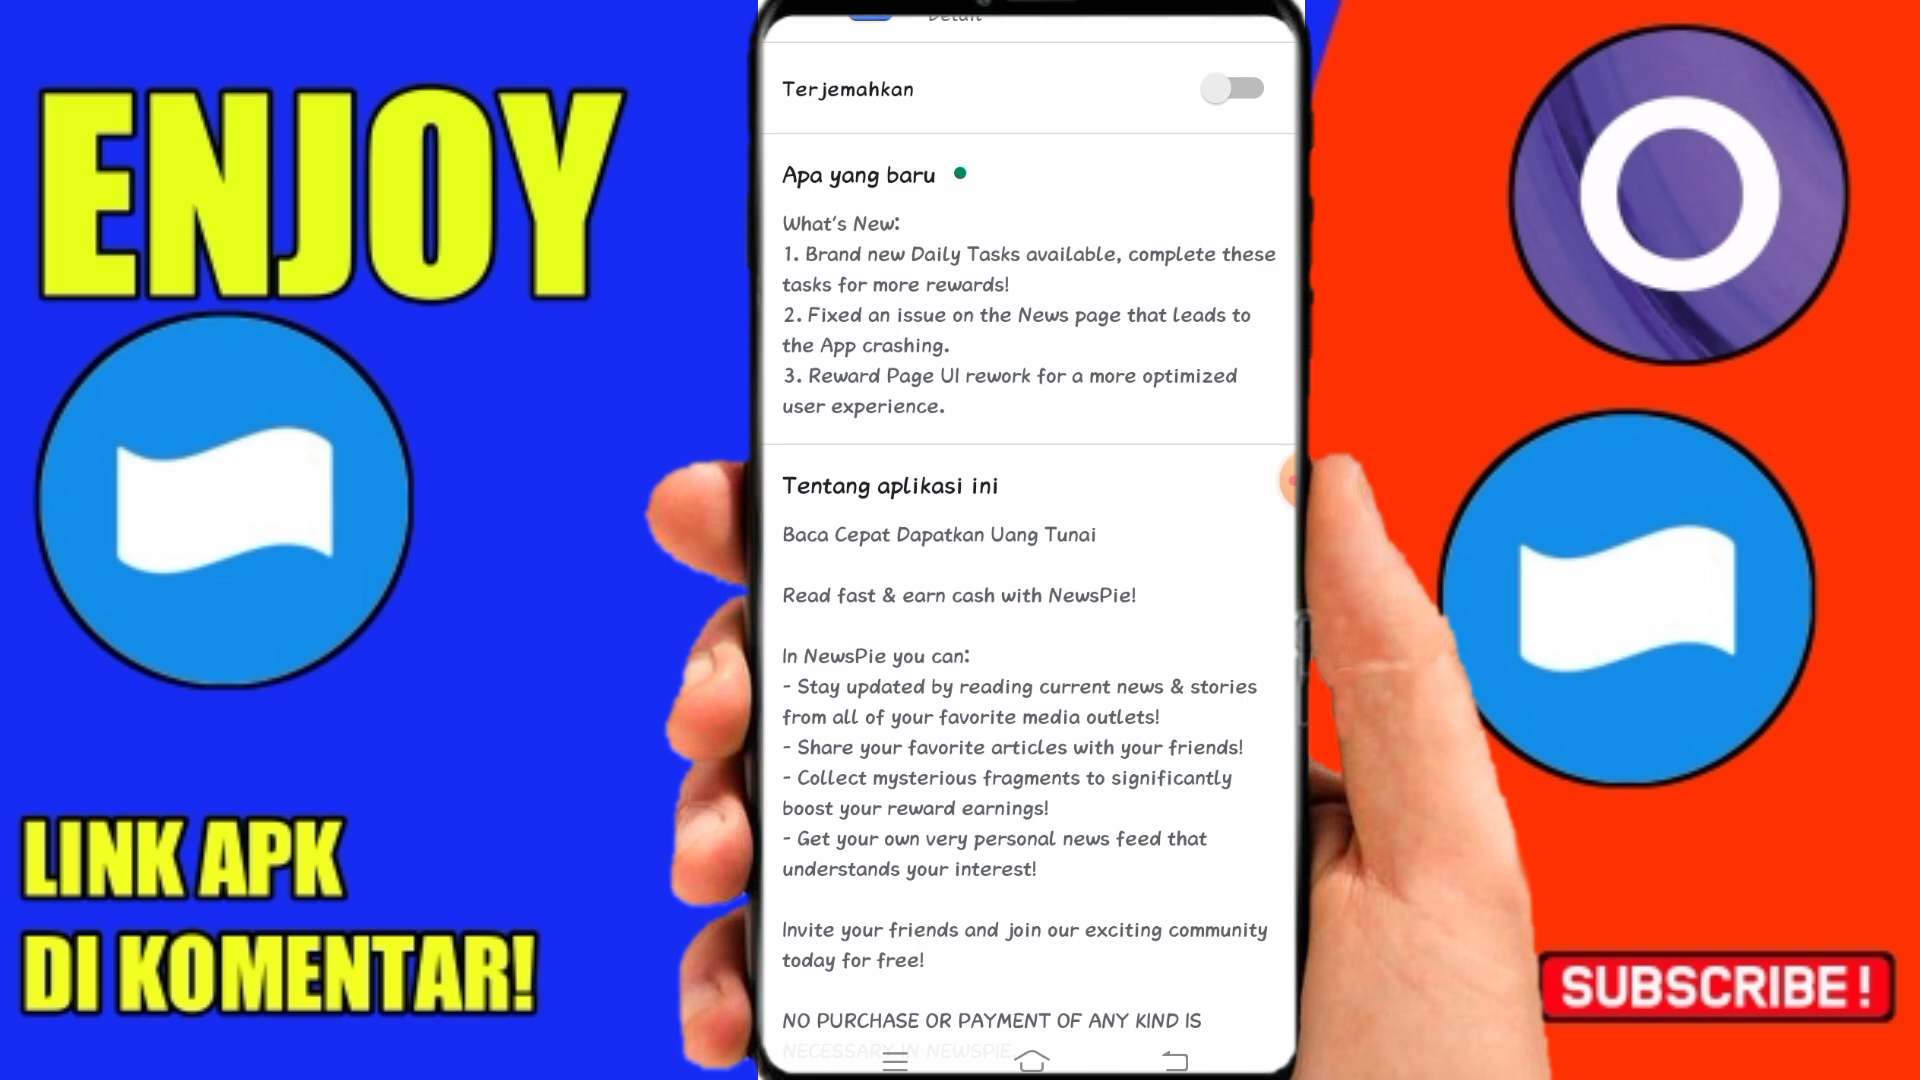 ENJOY
LINK APK
DI KOMENTAR!
Detail
Terjemahkan
Apa yang baru
What's New:
1. Brand new Daily Tasks available, complete these
tasks for more rewards!
2. Fixed an issue on the News page that leads to
the App crashing.
3. Reward Page UI rework for a more optimized
user experience.
Tentang aplikasi ini
Baca Cepat Dapatkan Uang Tunai
Read fast & earn cash with NewsPie!
In NewsPie you can:
- Stay updated by reading current news & stories
from all of your favorite media outlets!
- Share your favorite articles with your friends!
- Collect mysterious fragments to significantly
boost your reward earnings!
- Get your own very personal news feed that
understands your interest!
Invite your friends and join our exciting community
today for free!
NO PURCHASE OR PAYMENT OF ANY KIND IS
NECESSARY IN NEWSPIE.
SUBSCRIBE !